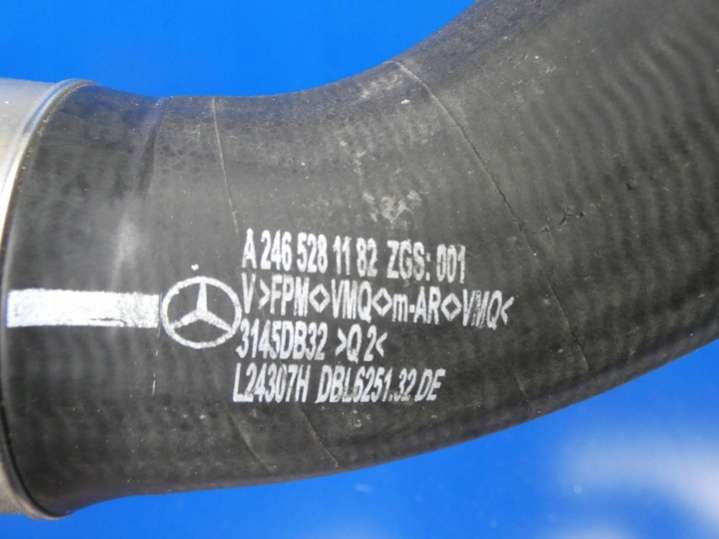 A 246 528 11 82 ZGS: 001
V>FPM◇VMQ◇m-AR◇VMQ<
3145DB32 >Q 2<
L24307H DBL6251.32 DE